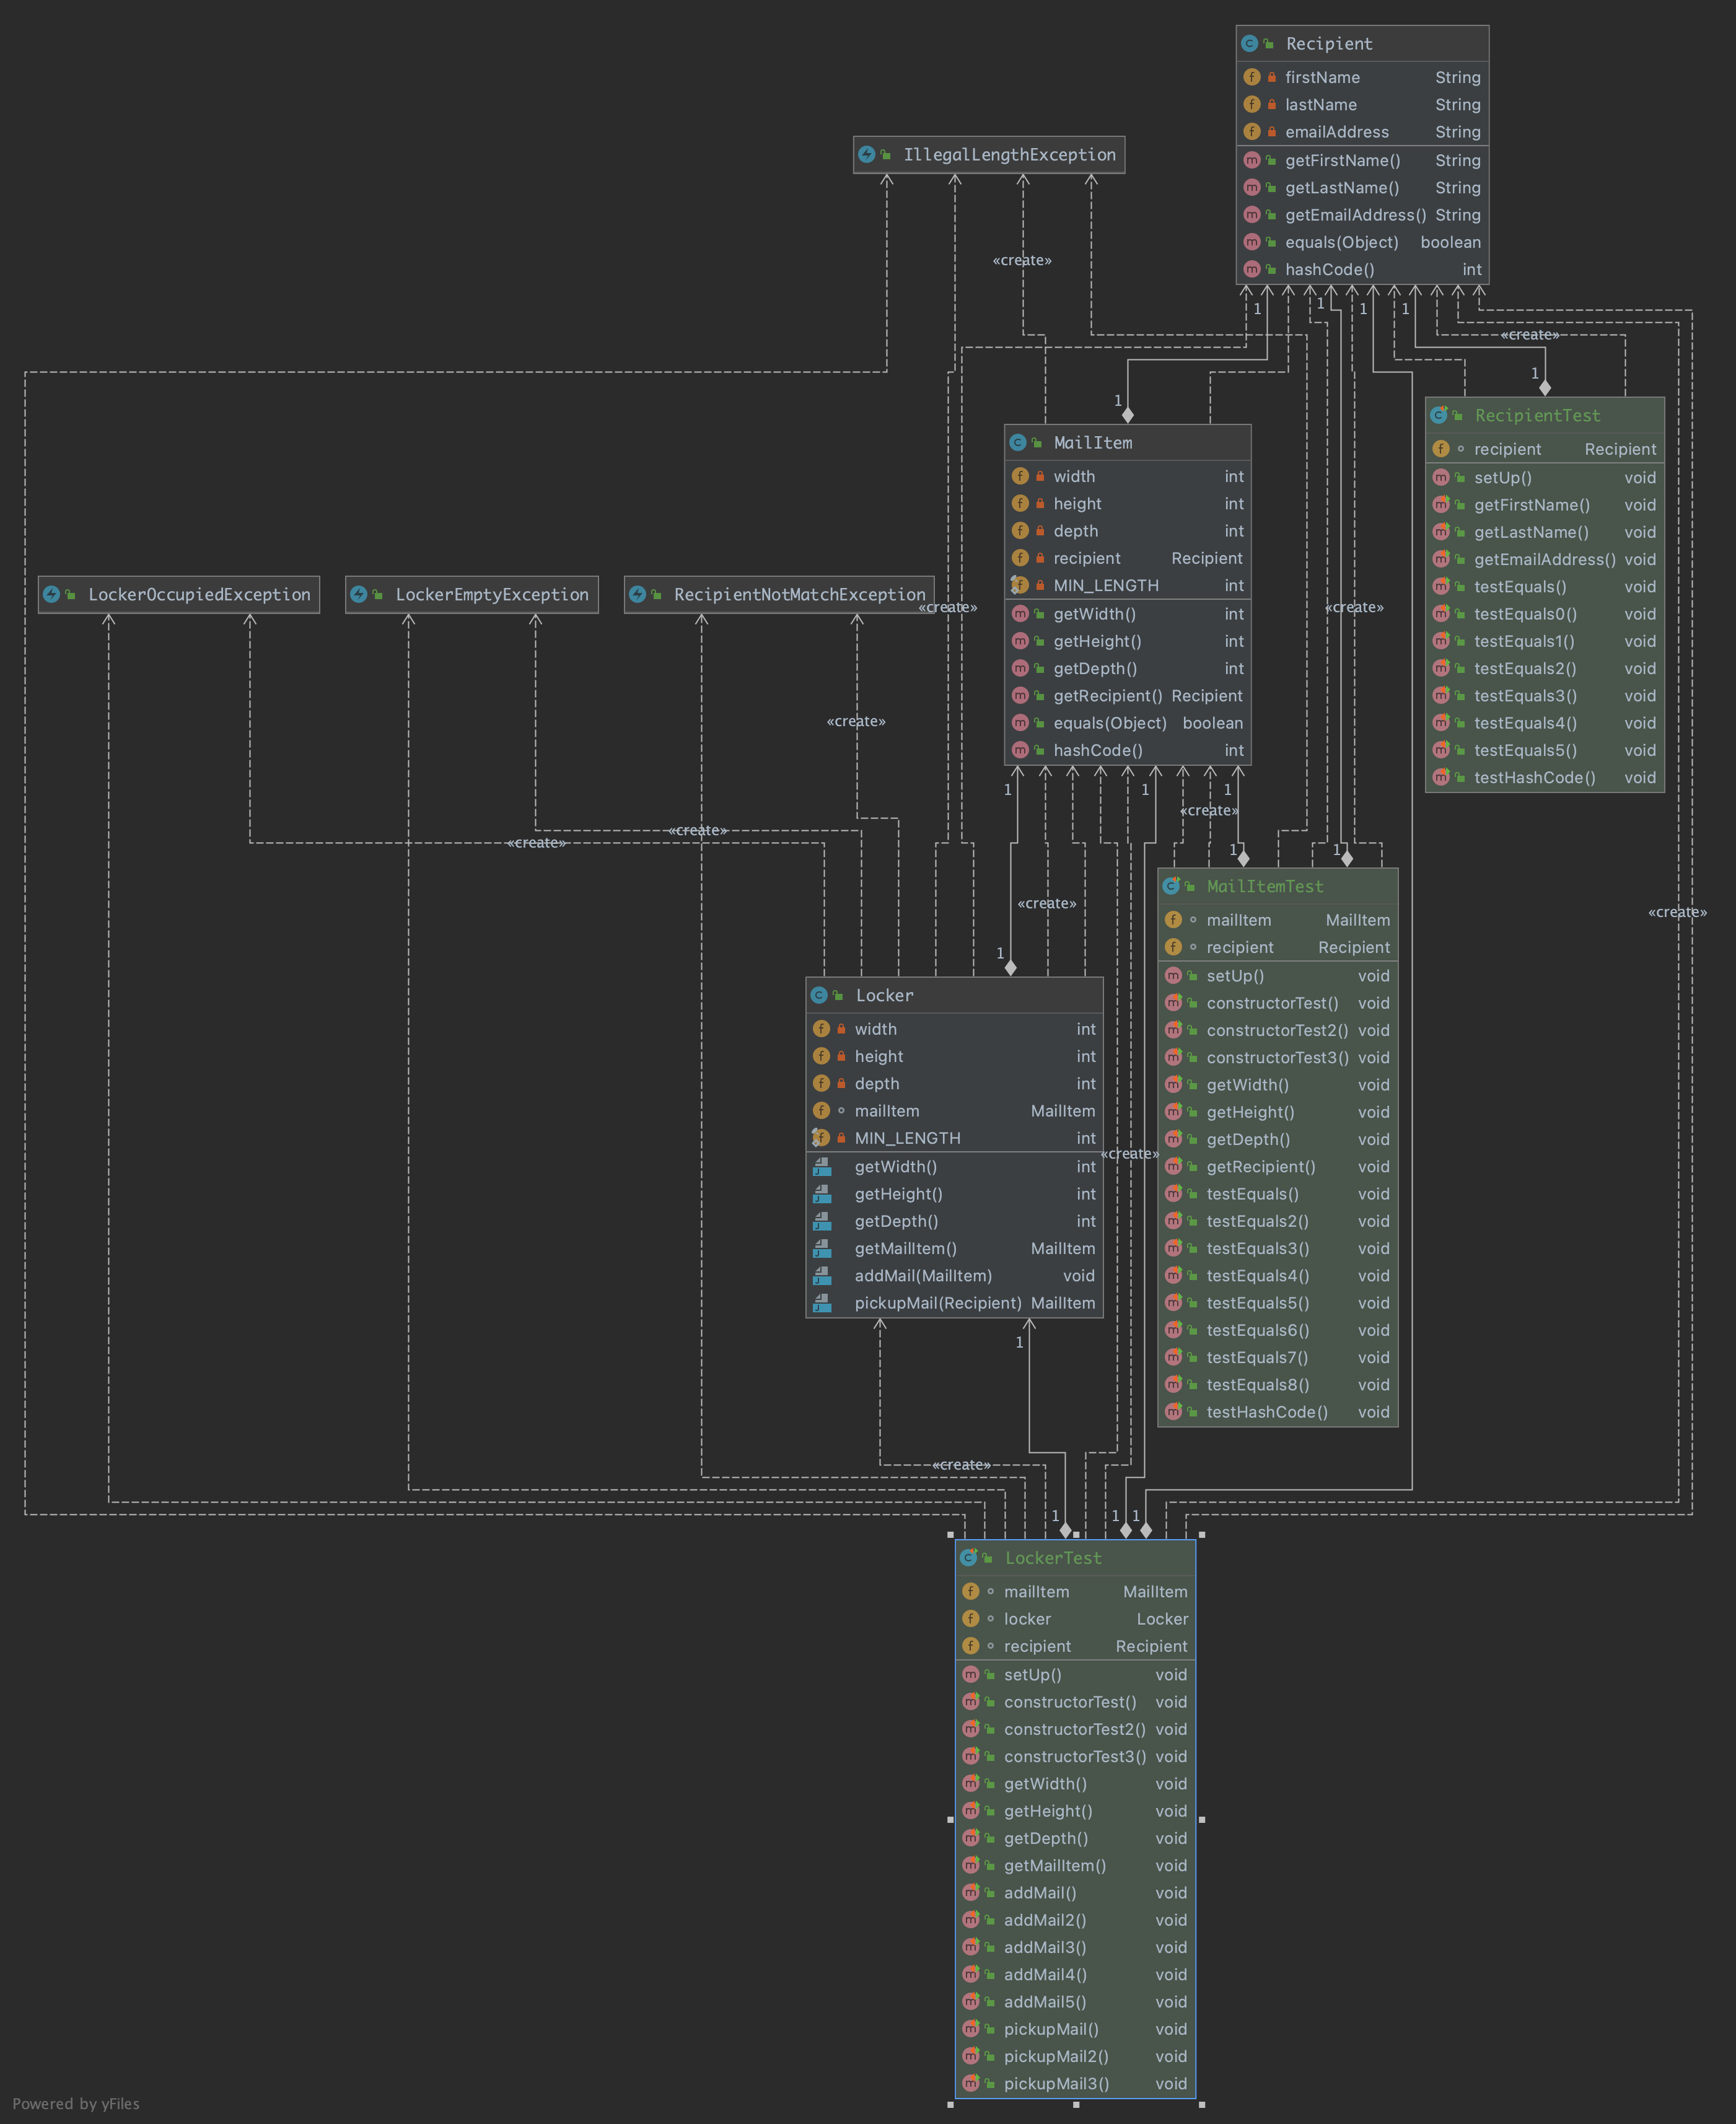 Recipient
firstName String
lastName String
emailAddress String
getFirstName() String
getLastName() String
getEmailAddress() String
equals(Object) boolean
hashCode() int
IllegalLengthException
«create»
1
1
1
1
«create»
1
1
RecipientTest
recipient Recipient
setUp() void
getFirstName() void
getLastName() void
getEmailAddress() void
testEquals() void
testEquals0() void
testEquals1() void
testEquals2() void
testEquals3() void
testEquals4() void
testEquals5() void
testHashCode() void
MailItem
width int
height int
depth int
recipient Recipient
MIN_LENGTH int
getWidth() int
getHeight() int
getDepth() int
getRecipient() Recipient
equals(Object) boolean
hashCode() int
LockerOccupiedException
LockerEmptyException
RecipientNotMatchException
«create»
«create»
«create»
«create»
«create»
1
1
1
«create»
1
1
MailItemTest
mailItem MailItem
recipient Recipient
setUp() void
constructorTest() void
constructorTest2() void
constructorTest3() void
getWidth() void
getHeight() void
getDepth() void
getRecipient() void
testEquals() void
testEquals2() void
testEquals3() void
testEquals4() void
testEquals5() void
testEquals6() void
testEquals7() void
testEquals8() void
testHashCode() void
«create»
«create»
1
Locker
width int
height int
depth int
mailItem MailItem
MIN_LENGTH int
getWidth() int
getHeight() int
getDepth() int
getMailItem() MailItem
addMail(MailItem) void
pickupMail(Recipient) MailItem
«create»
1
«create»
1
1
1
LockerTest
mailItem MailItem
locker Locker
recipient Recipient
setUp() void
constructorTest() void
constructorTest2() void
constructorTest3() void
getWidth() void
getHeight() void
getDepth() void
getMailItem() void
addMail() void
addMail2() void
addMail3() void
addMail4() void
addMail5() void
pickupMail() void
pickupMail2() void
pickupMail3() void
Powered by yFiles